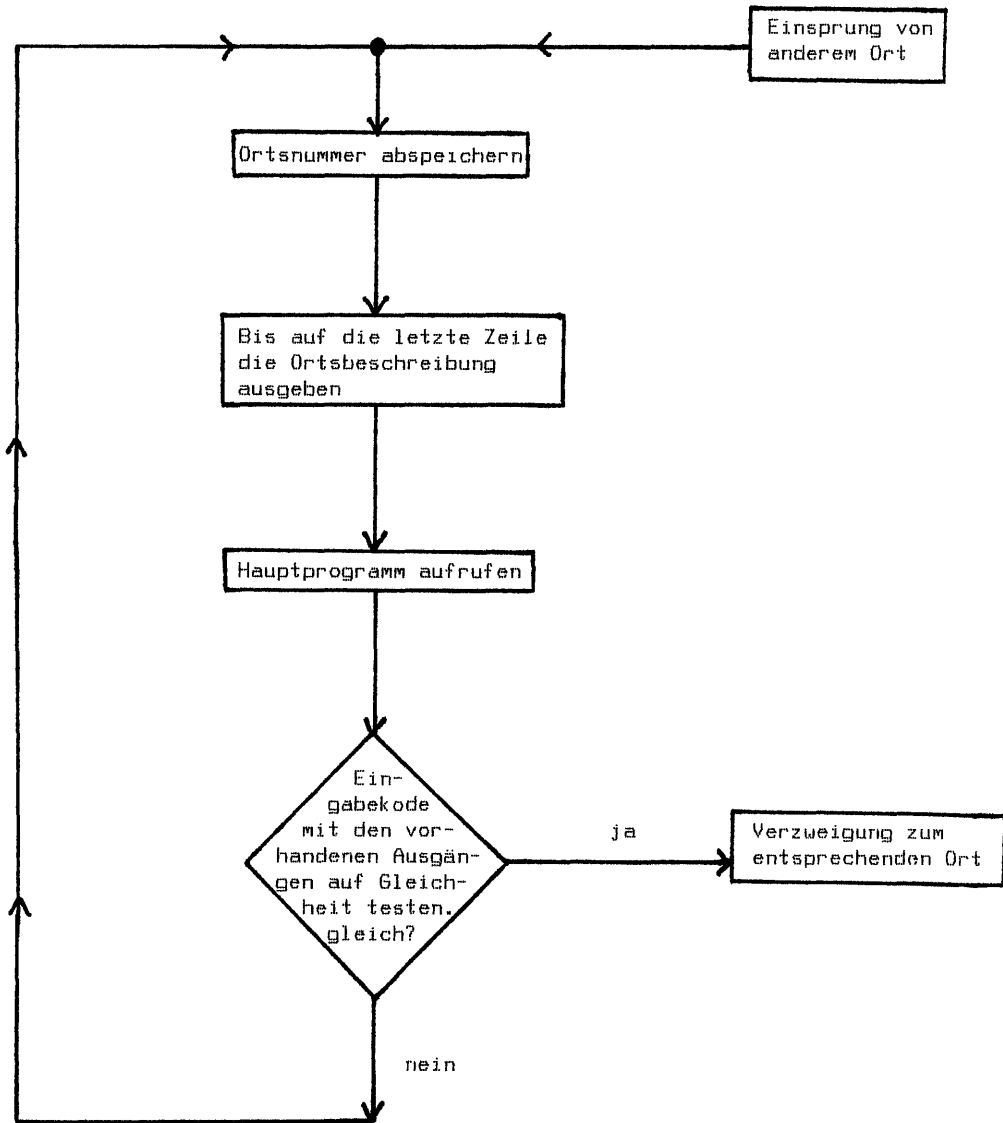 Einsprung von
anderem Ort
Ortsnummer abspeichern
Bis auf die letzte Zeile
die Ortsbeschreibung
ausgeben
Hauptprogramm aufrufen
Ein-
gabekode
mit den vor-
handenen Ausgän-
gen auf Gleich-
heit testen.
gleich?
ja
Verzweigung zum
entsprechenden Ort
nein